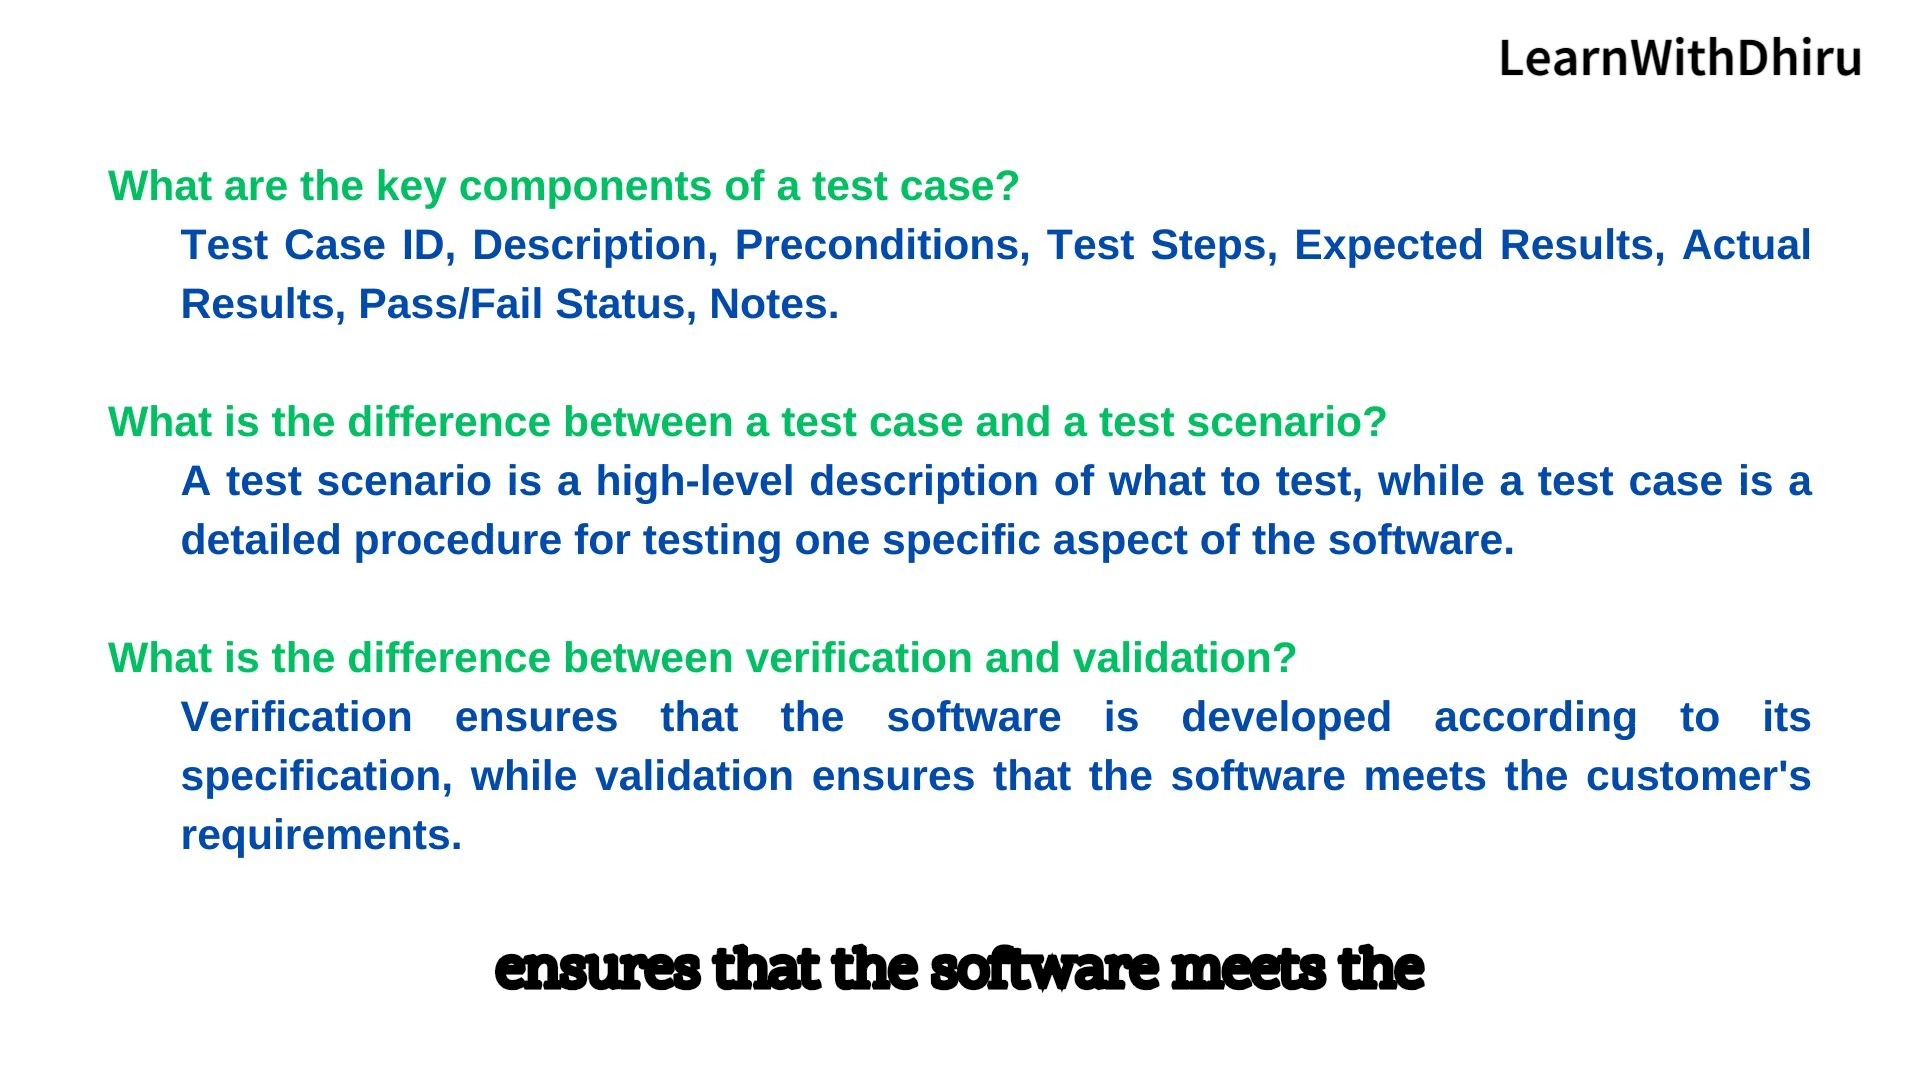 LearnWithDhiru
What are the key components of a test case?
Test Case ID, Description, Preconditions, Test Steps, Expected Results, Actual
Results, Pass/Fail Status, Notes.
What is the difference between a test case and a test scenario?
A test scenario is a high-level description of what to test, while a test case is a
detailed procedure for testing one specific aspect of the software.
What is the difference between verification and validation?
Verification ensures that the software is developed according to its
specification, while validation ensures that the software meets the customer's
requirements.
ensures that the software meets the